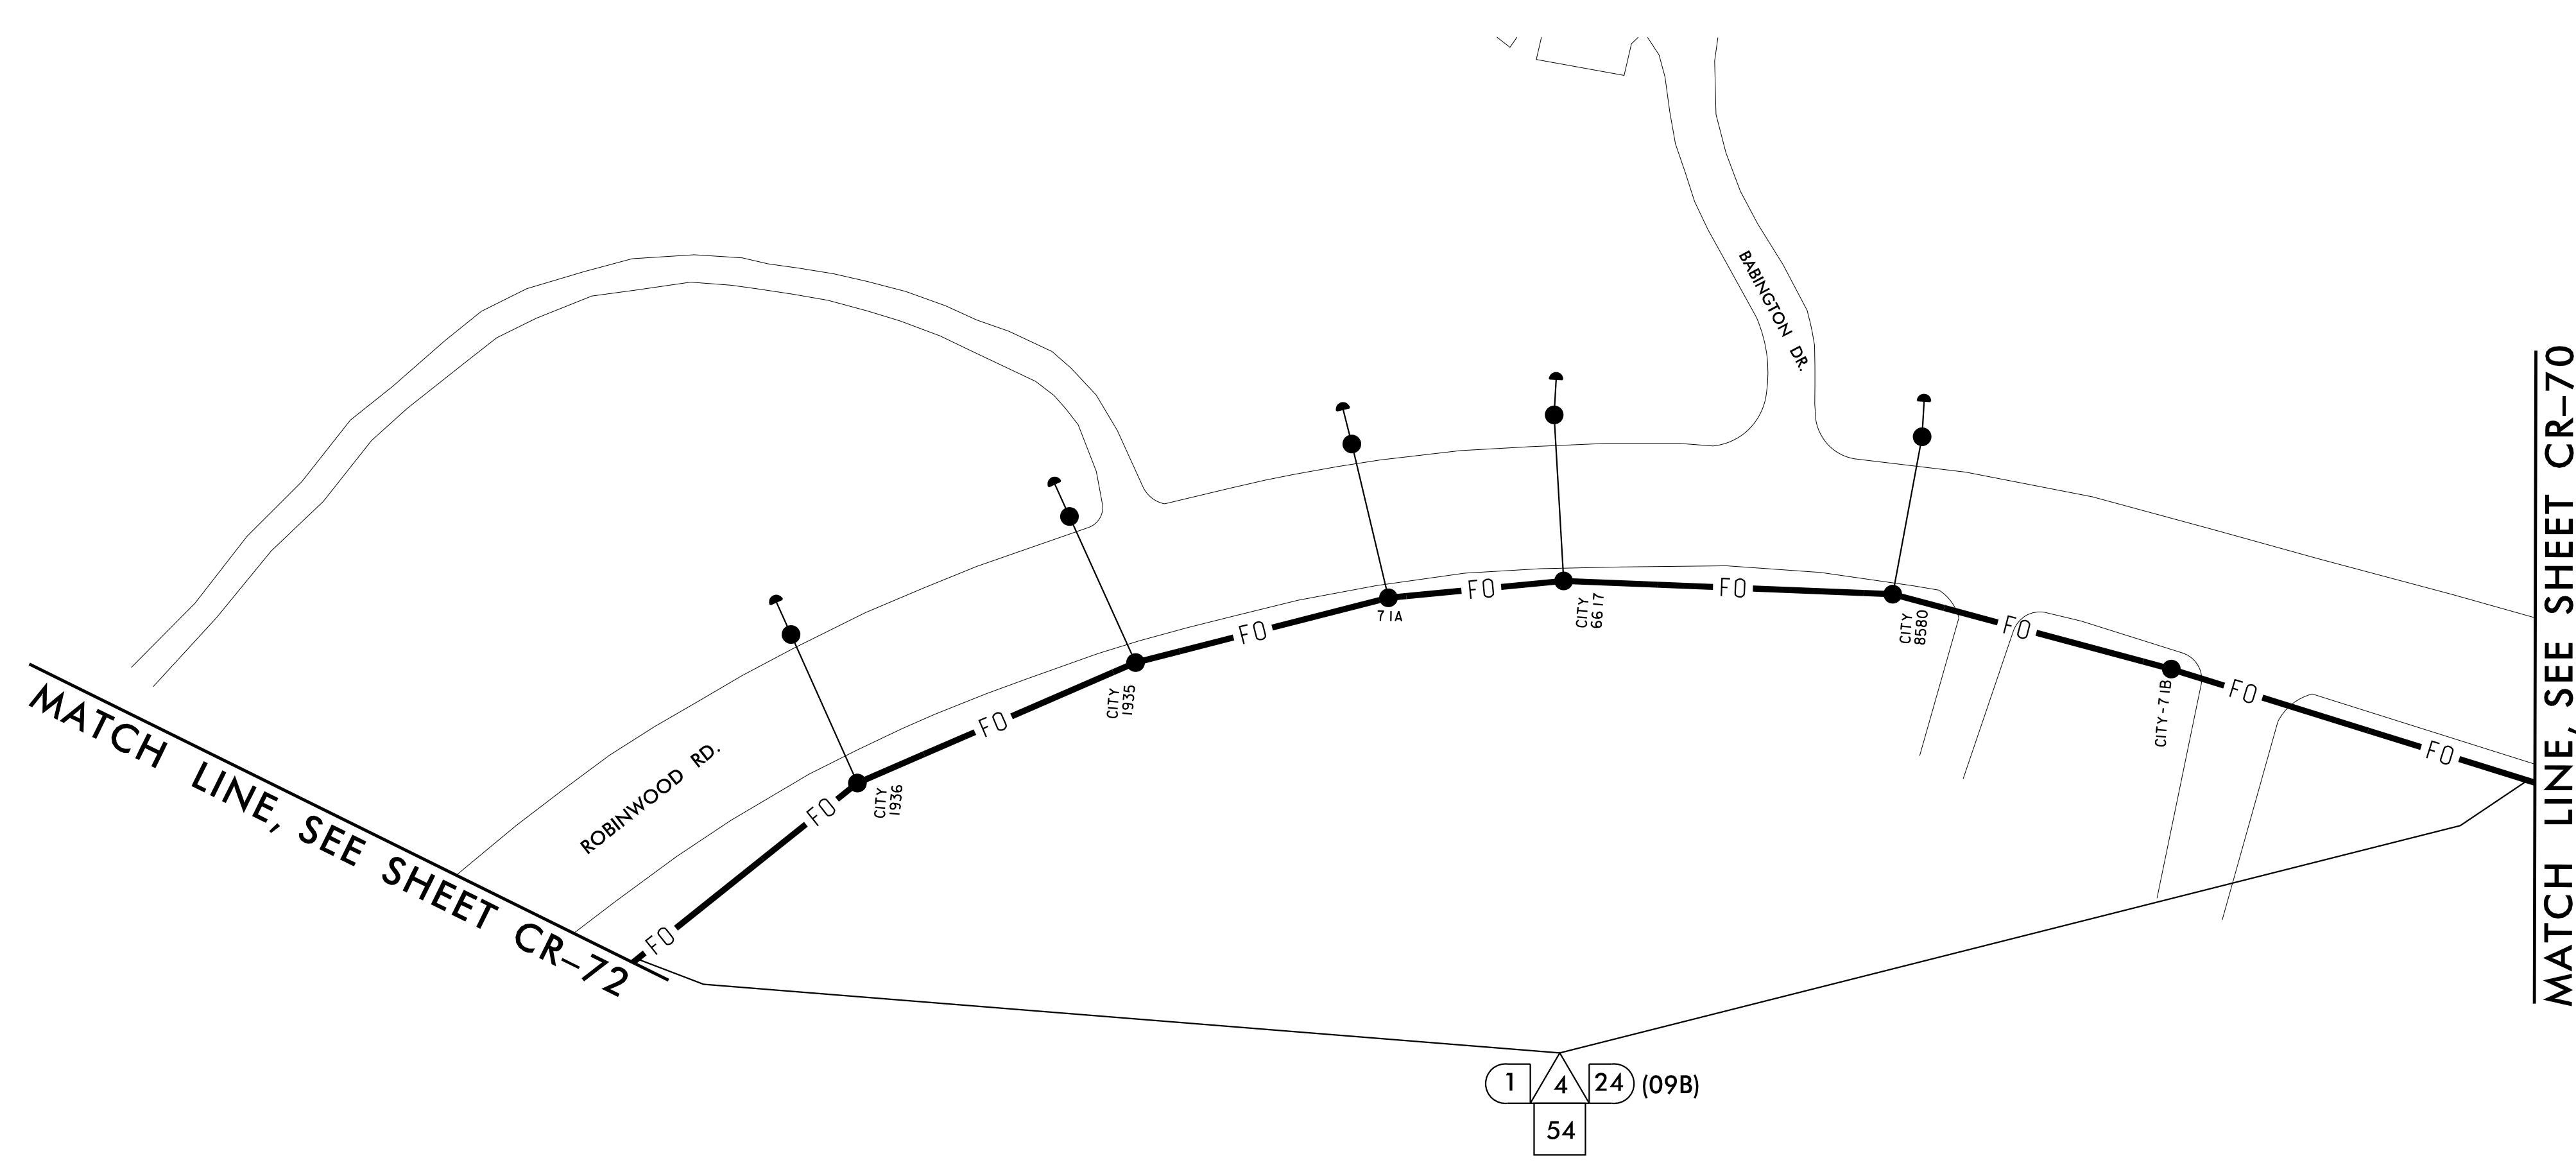 BABINGTON DR.
MATCH LINE, SEE SHEET CR-70
FO
FO
7 1A
CITY
6617
CITY
8580
FO
FO
CITY
1935
CITY-71B
FO
FO
FO
ROBINWOOD RD.
FO
CITY
1936
FO
MATCH LINE, SEE SHEET CR-72
1 4 24 (09B)
54